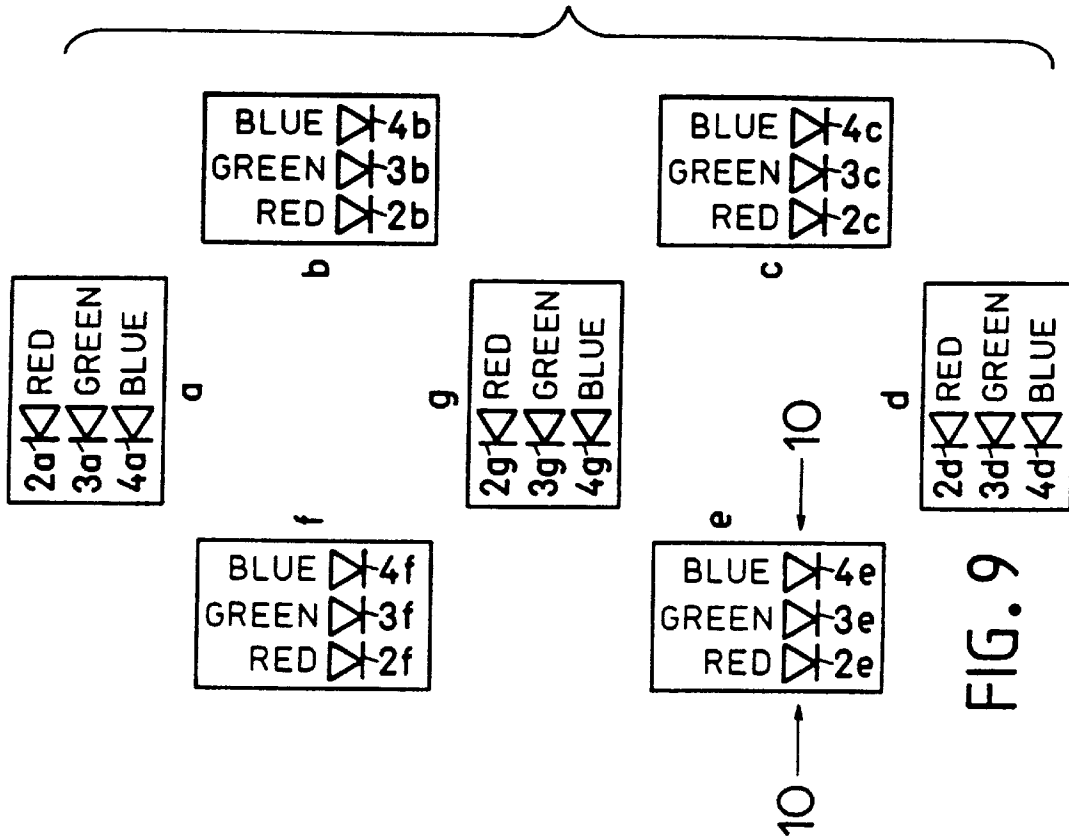 2a RED
3a GREEN
4a BLUE
a
f
BLUE 4f
GREEN 3f
RED 2f
b
BLUE 4b
GREEN 3b
RED 2b
g
2g RED
3g GREEN
4g BLUE
e
BLUE 4e
GREEN 3e
RED 2e
10
10
c
BLUE 4c
GREEN 3c
RED 2c
d
2d RED
3d GREEN
4d BLUE
FIG. 9